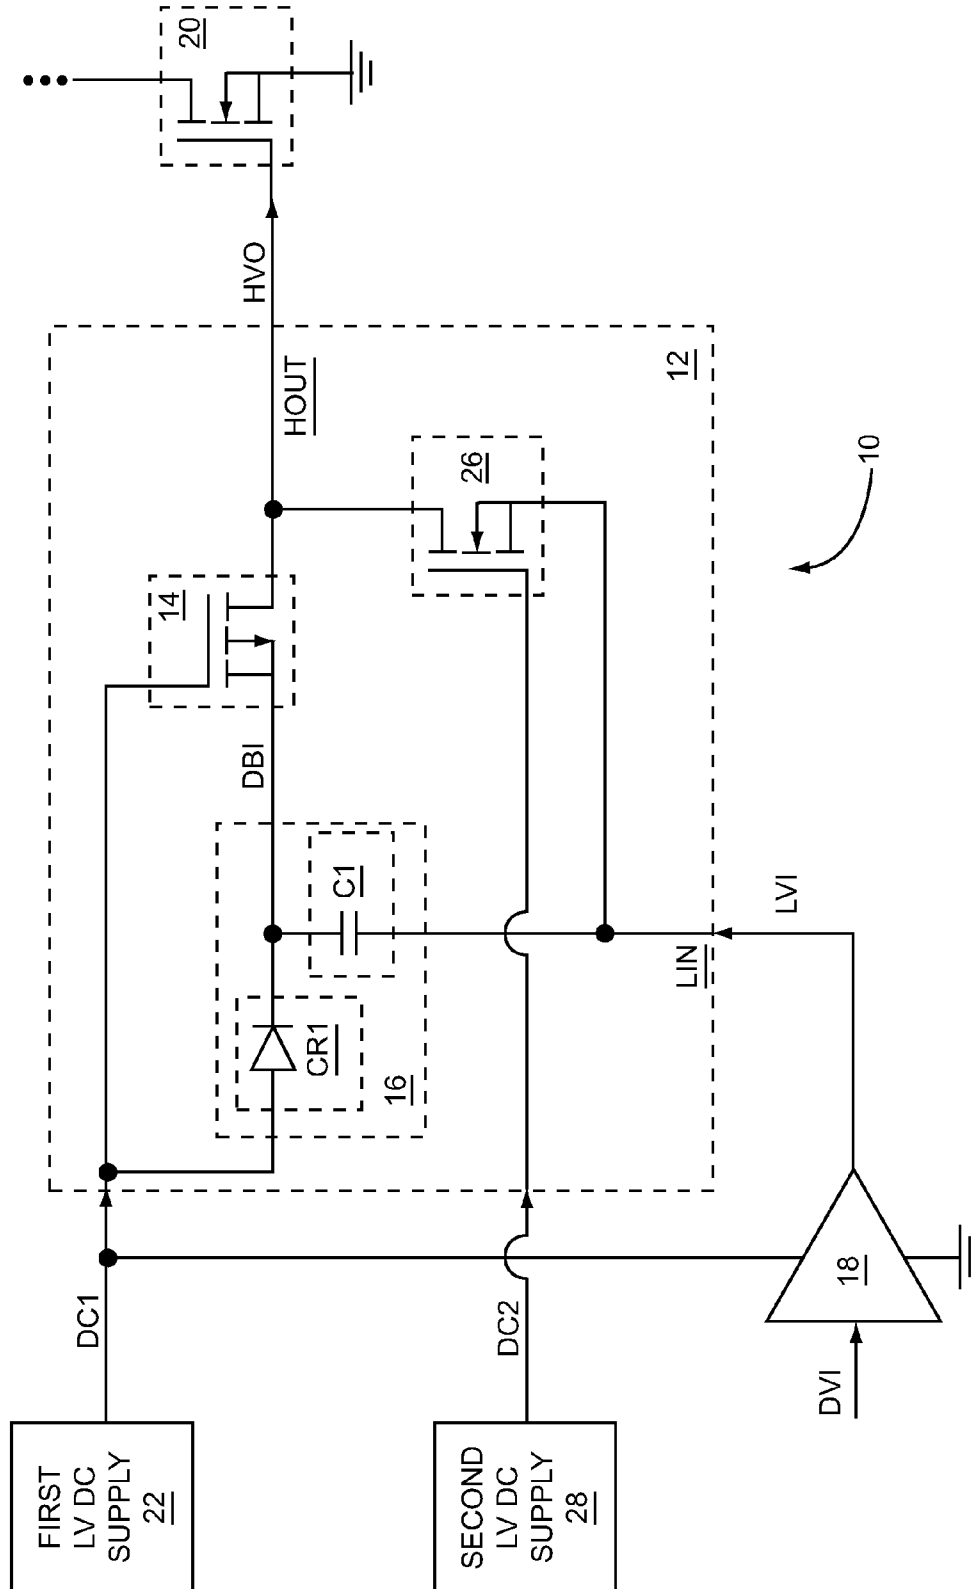 FIRST
LV DC
SUPPLY
22
DC1
SECOND
LV DC
SUPPLY
28
DC2
DVI
18
LVI
LIN
CR1
16
C1
DBI
14
26
HOUT
12
HVO
20
10